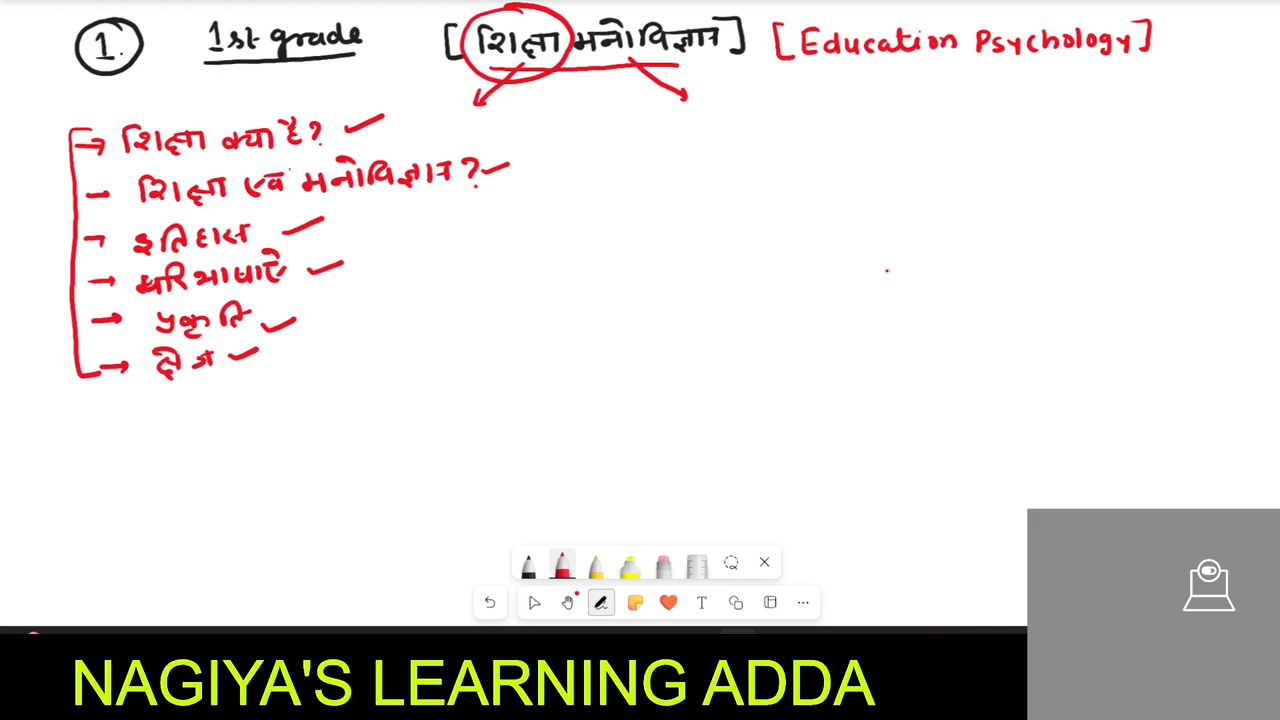 1. 1st grade [शिक्षा मनोविज्ञान] [Education Psychology]
→ शिक्षा क्या है?
- शिक्षा एवं मनोविज्ञान?
- इतिहास
→ परिभाषाऐं
→ प्रकृति
→ क्षेत्र
NAGIYA'S LEARNING ADDA